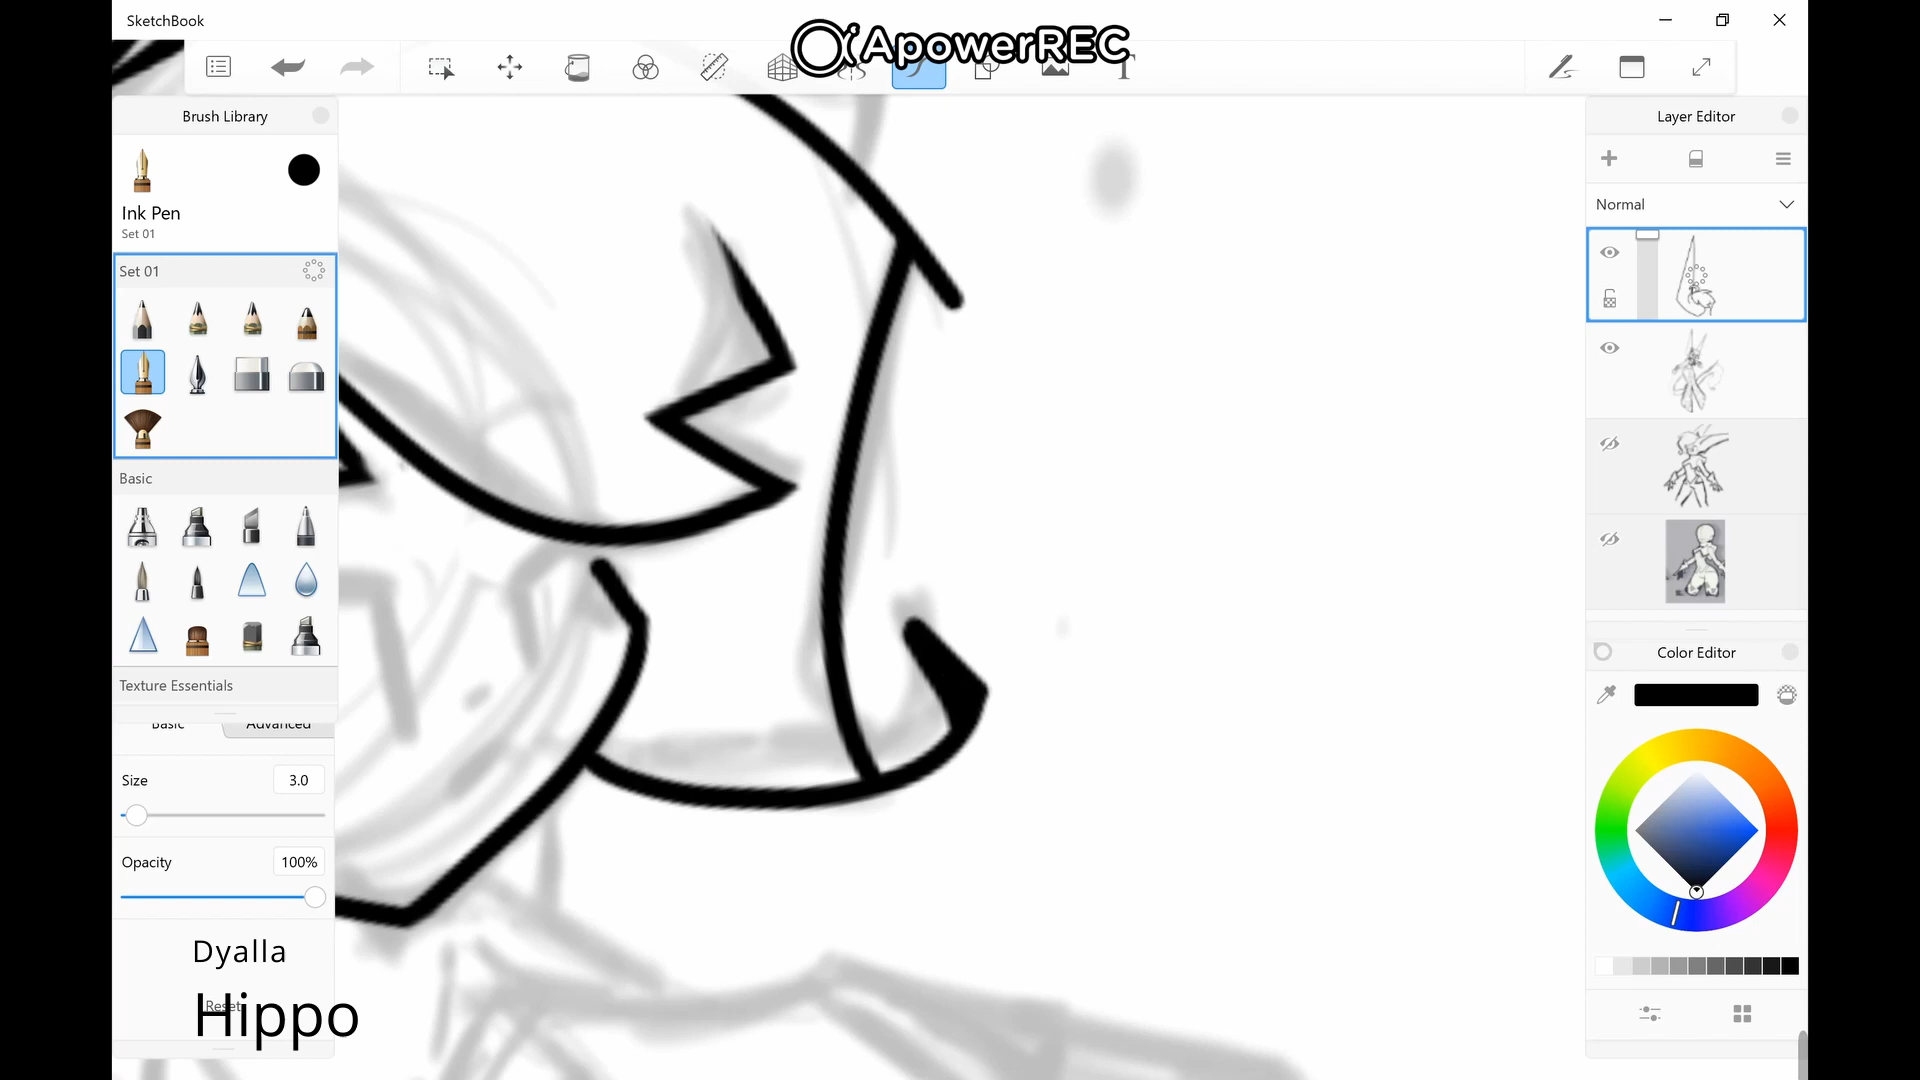 SketchBook
ApowerREC
T
Brush Library
Ink Pen
Set 01
Set 01
Basic
Texture Essentials
Basic
Advanced
Size
3.0
Opacity
100%
Dyalla
Reset
Hippo
Layer Editor
Normal
Color Editor